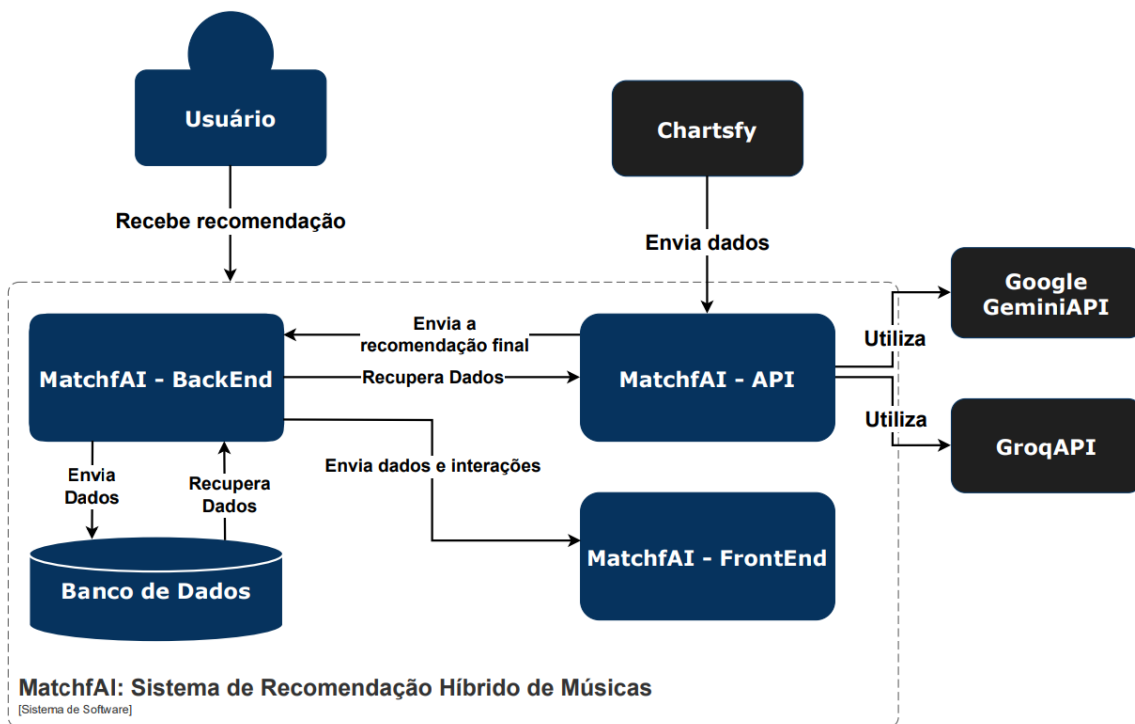 Usuário
Chartsfy
Recebe recomendação
Envia dados
Google
GeminiAPI
Utiliza
Envia a
recomendação final
MatchfAI - BackEnd
Recupera Dados
MatchfAI - API
Utiliza
GroqAPI
Envia dados e interações
Envia
Dados
Recupera
Dados
MatchfAI - FrontEnd
Banco de Dados
MatchfAI: Sistema de Recomendação Híbrido de Músicas
[Sistema de Software]